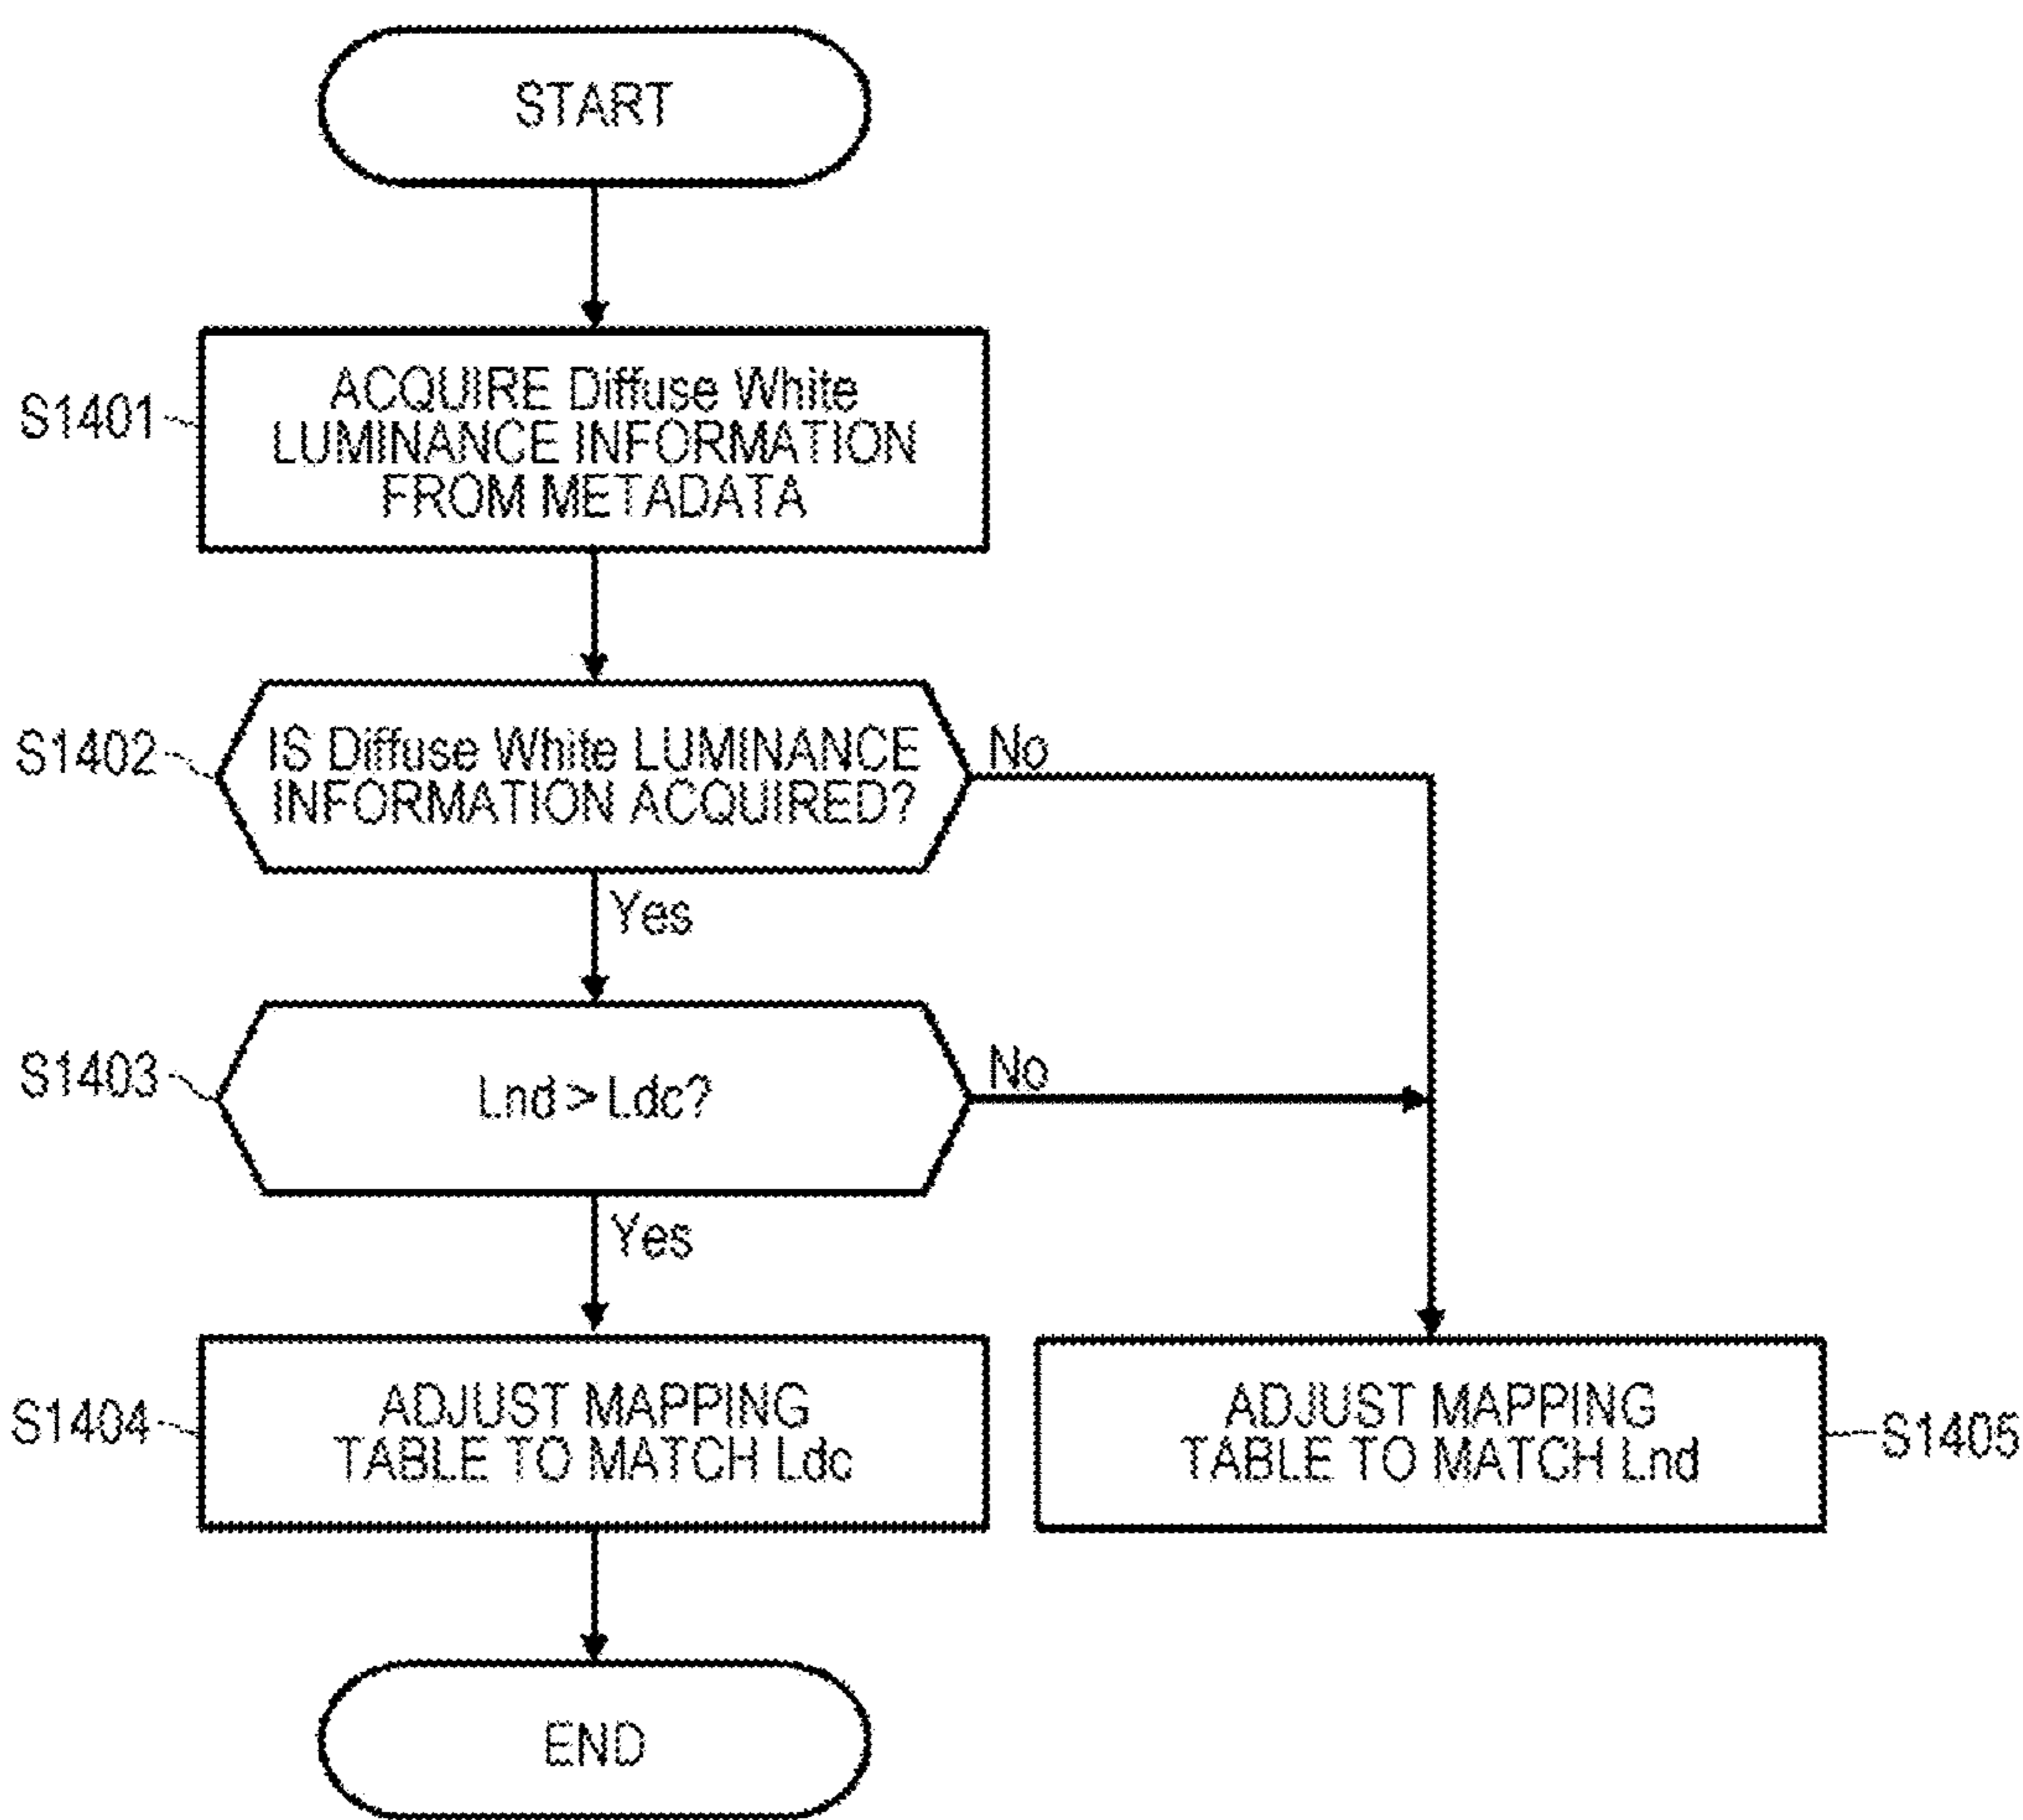 START
S1401
ACQUIRE Diffuse White
LUMINANCE INFORMATION
FROM METADATA
S1402
IS Diffuse White LUMINANCE
INFORMATION ACQUIRED?
No
Yes
S1403
Lnd > Ldc?
No
Yes
S1404
ADJUST MAPPING
TABLE TO MATCH Ldc
ADJUST MAPPING
TABLE TO MATCH Lnd
S1405
END